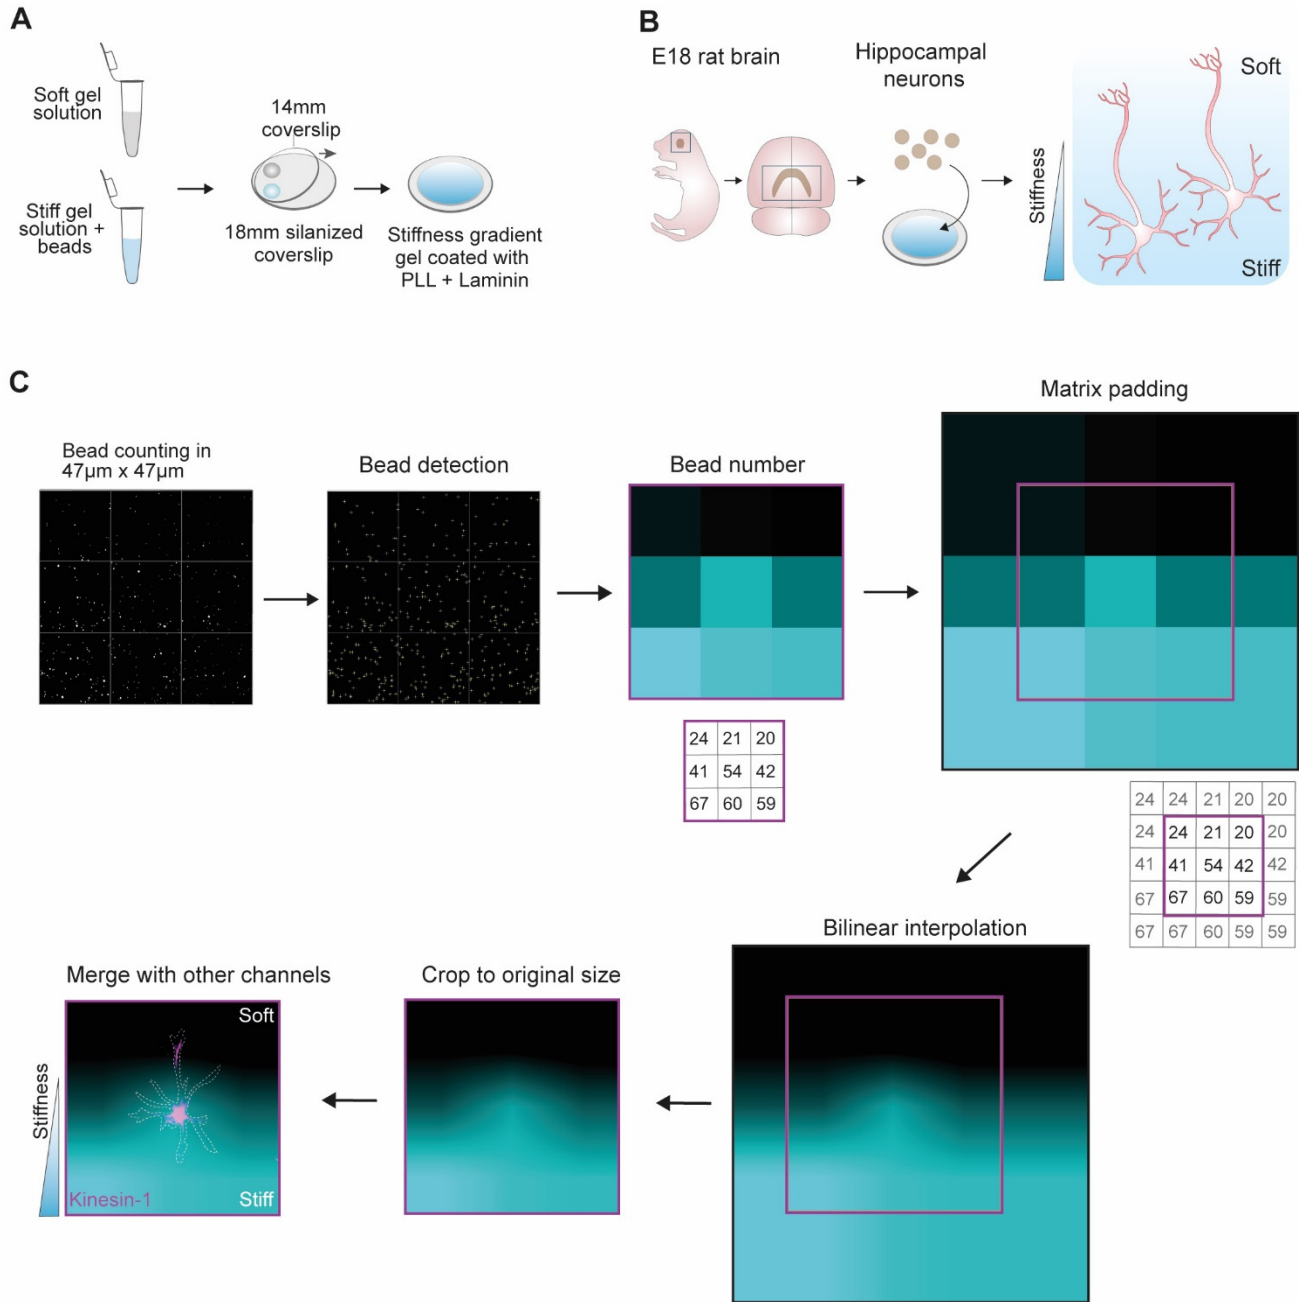 A
Soft gel
solution
Stiff gel
solution +
beads
14mm
coverslip
18mm silanized
coverslip
Stiffness gradient
gel coated with
PLL + Laminin
B
E18 rat brain
Hippocampal
neurons
Stiffness
Soft
Stiff
C
Bead counting in
47µm x 47µm
Bead detection
Bead number
24 21 20
41 54 42
67 60 59
Matrix padding
24 24 21 20 20
24 24 21 20 20
41 41 54 42 42
67 67 60 59 59
67 67 60 59 59
Bilinear interpolation
Crop to original size
Merge with other channels
Stiffness
Soft
Kinesin-1
Stiff